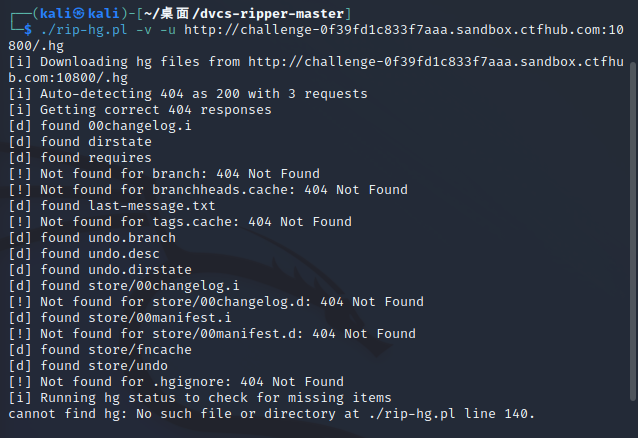 ┌──(kali㉿kali)-[~/桌面/dvcs-ripper-master]
└─$ ./rip-hg.pl -v -u http://challenge-0f39fd1c833f7aaa.sandbox.ctfhub.com:10
800/.hg
[i] Downloading hg files from http://challenge-0f39fd1c833f7aaa.sandbox.ctfhu
b.com:10800/.hg
[i] Auto-detecting 404 as 200 with 3 requests
[i] Getting correct 404 responses
[d] found 00changelog.i
[d] found dirstate
[d] found requires
[!] Not found for branch: 404 Not Found
[!] Not found for branchheads.cache: 404 Not Found
[d] found last-message.txt
[!] Not found for tags.cache: 404 Not Found
[d] found undo.branch
[d] found undo.desc
[d] found undo.dirstate
[d] found store/00changelog.i
[!] Not found for store/00changelog.d: 404 Not Found
[d] found store/00manifest.i
[!] Not found for store/00manifest.d: 404 Not Found
[d] found store/fncache
[d] found store/undo
[!] Not found for .hgignore: 404 Not Found
[i] Running hg status to check for missing items
cannot find hg: No such file or directory at ./rip-hg.pl line 140.